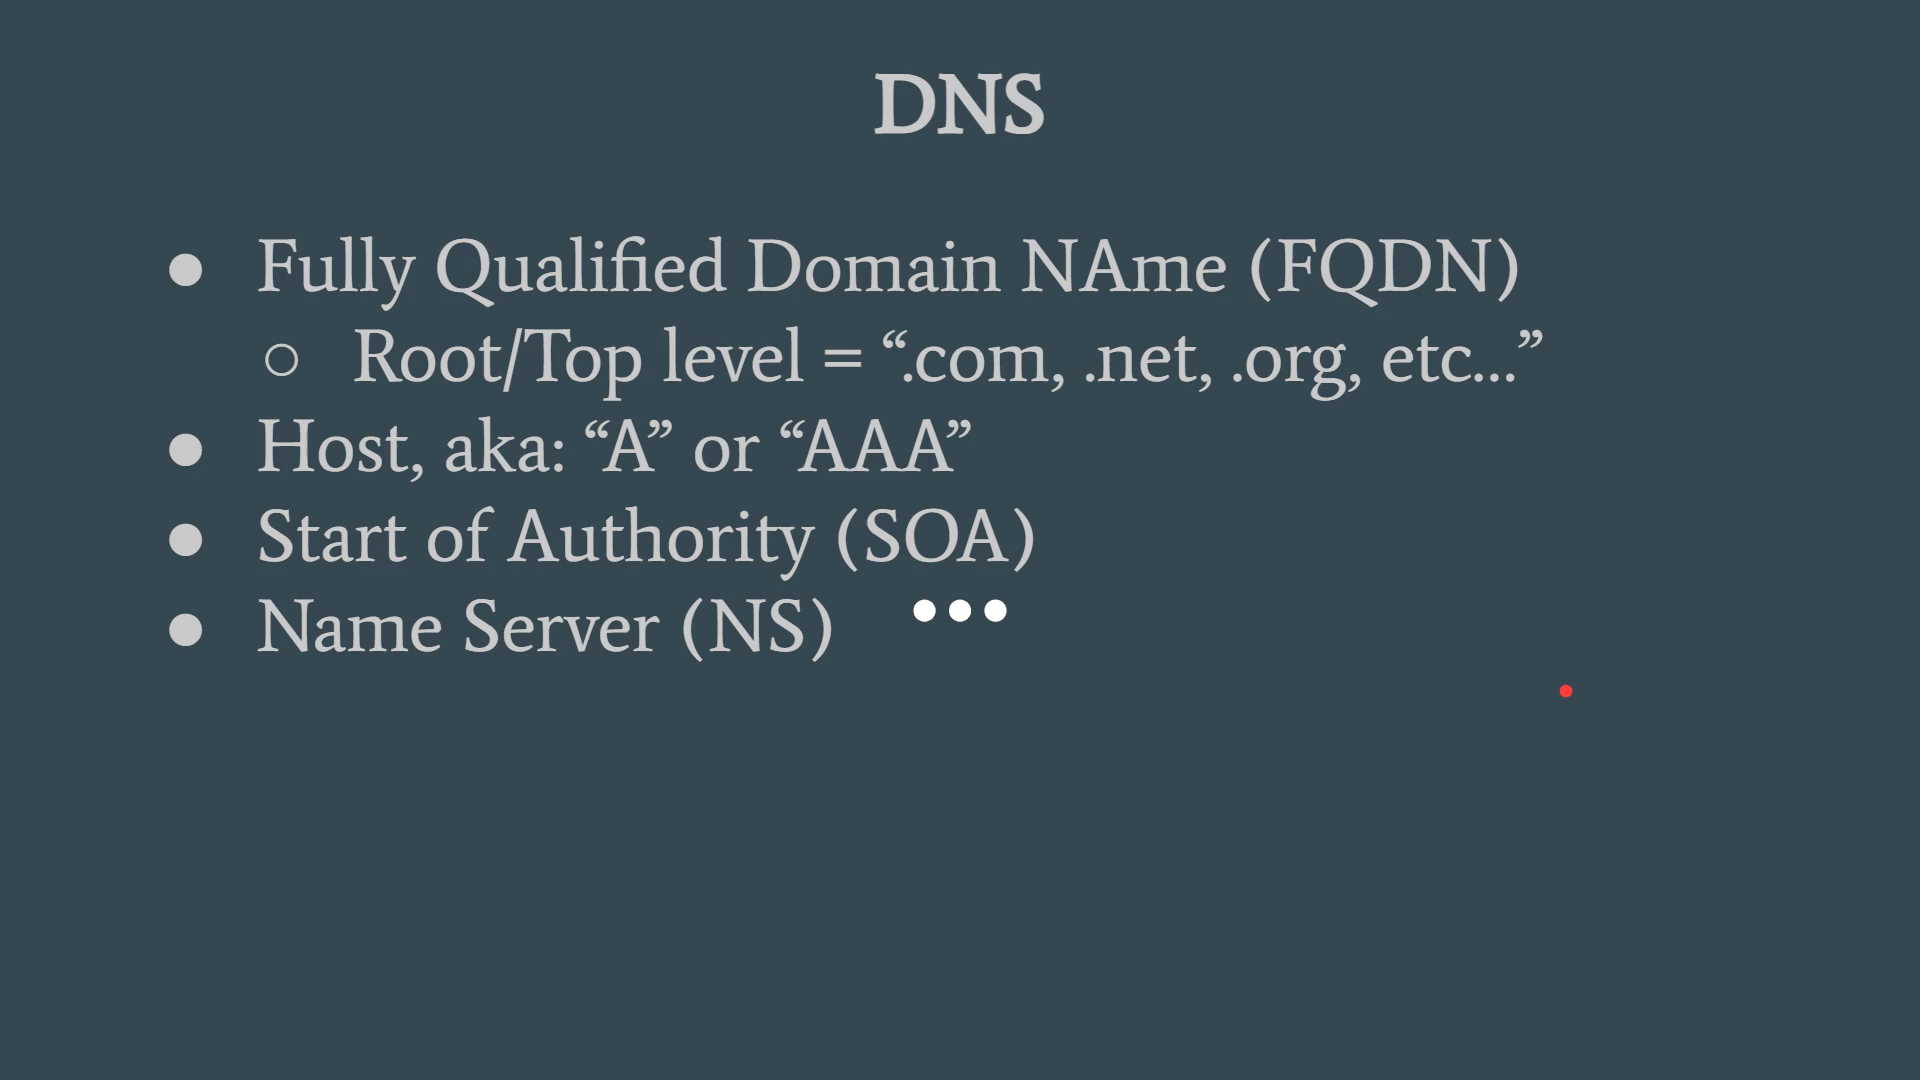 DNS
● Fully Qualified Domain NAme (FQDN)
○ Root/Top level = “.com, .net, .org, etc...”
● Host, aka: “A” or “AAA”
● Start of Authority (SOA)
● Name Server (NS)